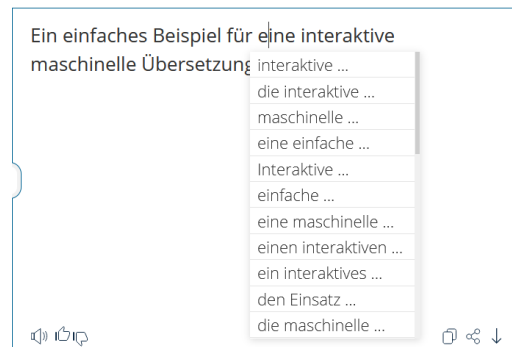 Ein einfaches Beispiel für eine interaktive
maschinelle Übersetzung
interaktive ...
die interaktive ...
maschinelle ...
eine einfache ...
Interaktive ...
einfache ...
eine maschinelle ...
einen interaktiven ...
ein interaktives ...
den Einsatz ...
die maschinelle ...